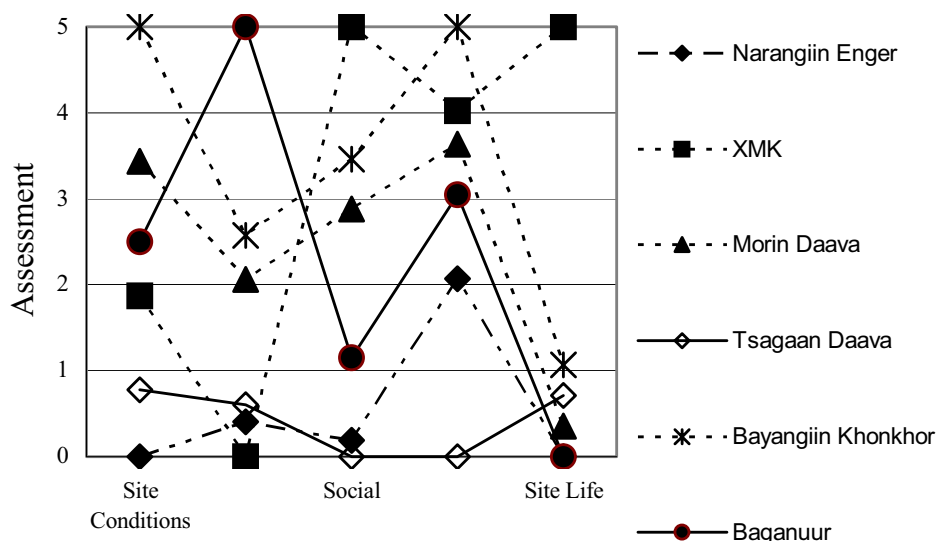 5
4
3
2
1
0
Assessment
Site
Conditions
Social
Site Life
Narangiin Enger
XMK
Morin Daava
Tsagaan Daava
Bayangiin Khonkhor
Baganuur